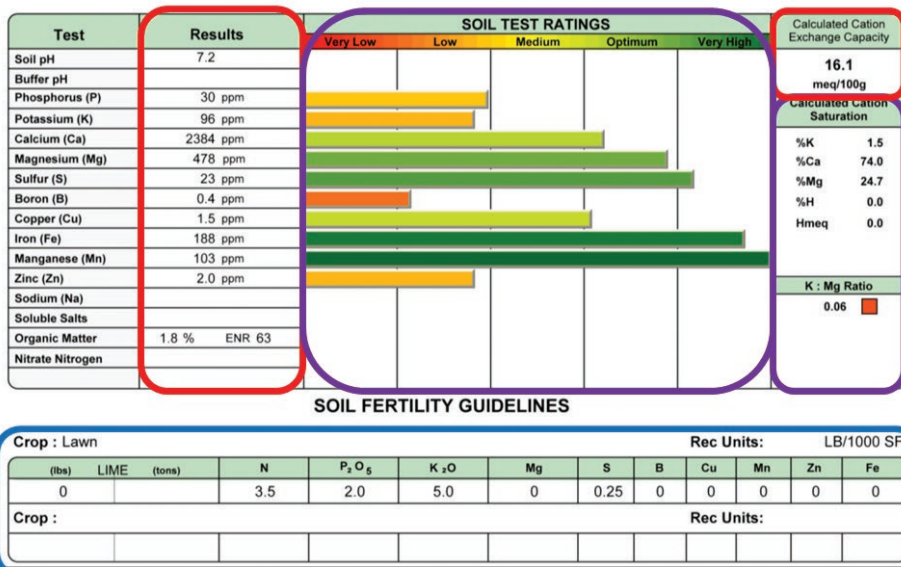 Test Results SOIL TEST RATINGS Calculated Cation
Exchange Capacity
Very Low Low Medium Optimum Very High
16.1
meq/100g
Soil pH 7.2
Buffer pH
Phosphorus (P) 30 ppm
Potassium (K) 96 ppm
Calcium (Ca) 2384 ppm
Magnesium (Mg) 478 ppm
Sulfur (S) 23 ppm
Boron (B) 0.4 ppm
Copper (Cu) 1.5 ppm
Iron (Fe) 188 ppm
Manganese (Mn) 103 ppm
Zinc (Zn) 2.0 ppm
Sodium (Na)
Soluble Salts
Organic Matter 1.8 % ENR 63
Nitrate Nitrogen
Calculated Cation
Saturation
%K 1.5
%Ca 74.0
%Mg 24.7
%H 0.0
Hmeq 0.0
K : Mg Ratio
0.06
SOIL FERTILITY GUIDELINES
Crop : Lawn Rec Units: LB/1000 SF
(lbs) LIME (tons) N P₂O₅ K₂O Mg S B Cu Mn Zn Fe
0 3.5 2.0 5.0 0 0.25 0 0 0 0 0
Crop : Rec Units: